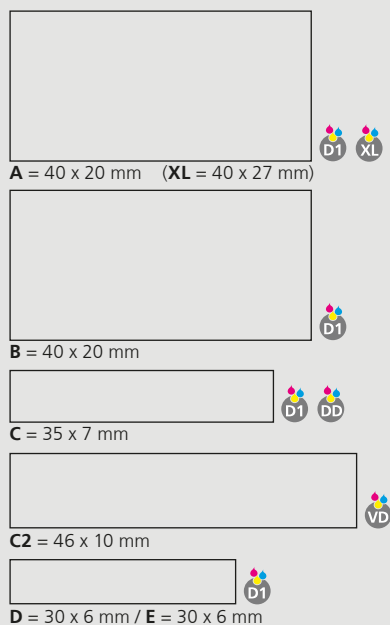 D1 XL
A = 40 x 20 mm (XL = 40 x 27 mm)
D1
B = 40 x 20 mm
D1 DD
C = 35 x 7 mm
VD
C2 = 46 x 10 mm
D1
D = 30 x 6 mm / E = 30 x 6 mm